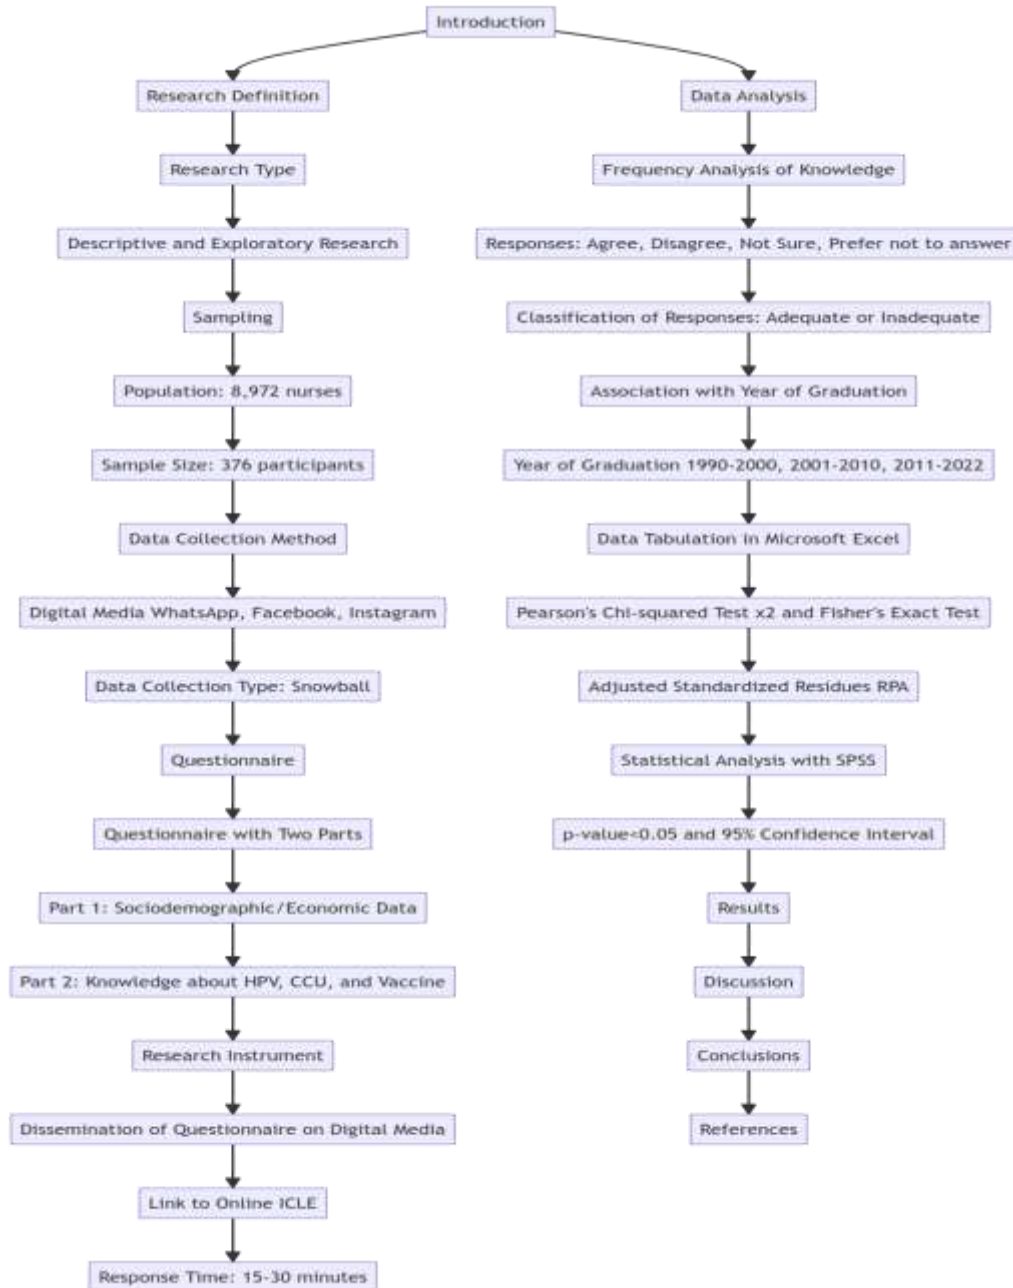 Introduction
Research Definition
Research Type
Descriptive and Exploratory Research
Sampling
Population: 8,972 nurses
Sample Size: 376 participants
Data Collection Method
Digital Media WhatsApp, Facebook, Instagram
Data Collection Type: Snowball
Questionnaire
Questionnaire with Two Parts
Part 1: Sociodemographic/Economic Data
Part 2: Knowledge about HPV, CCU, and Vaccine
Research Instrument
Dissemination of Questionnaire on Digital Media
Link to Online ICLE
Response Time: 15-30 minutes
Data Analysis
Frequency Analysis of Knowledge
Responses: Agree, Disagree, Not Sure, Prefer not to answer
Classification of Responses: Adequate or Inadequate
Association with Year of Graduation
Year of Graduation 1990-2000, 2001-2010, 2011-2022
Data Tabulation in Microsoft Excel
Pearson's Chi-squared Test x2 and Fisher's Exact Test
Adjusted Standardized Residues RPA
Statistical Analysis with SPSS
p-value<0.05 and 95% Confidence Interval
Results
Discussion
Conclusions
References